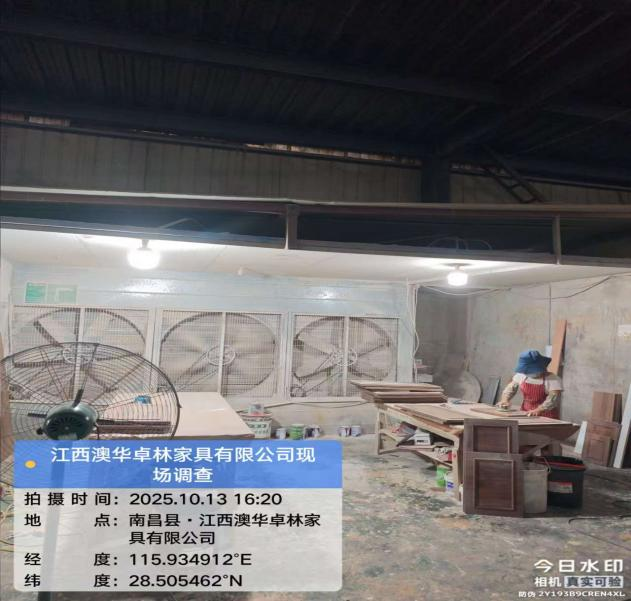 江西澳华卓林家具有限公司现
场调查
拍摄时间：2025.10.13 16:20
地 点：南昌县·江西澳华卓林家
具有限公司
经 度：115.934912°E
纬 度：28.505462°N
今日水印
相机 真实可验
防伪 2Y193B9CREN4XL